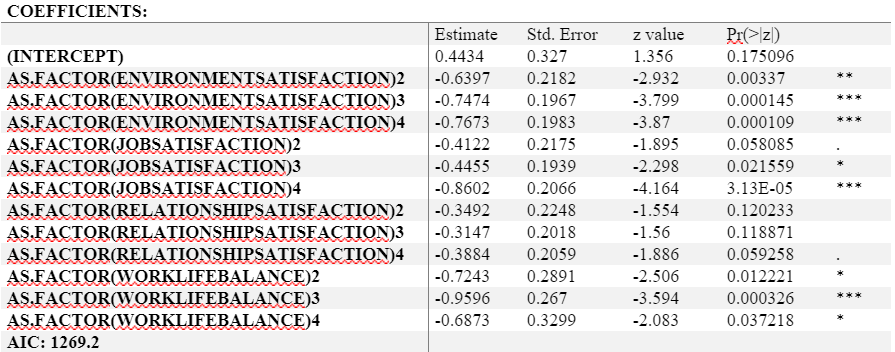 COEFFICIENTS:
Estimate Std. Error z value Pr(>|z|)
(INTERCEPT) 0.4434 0.327 1.356 0.175096
AS.FACTOR(ENVIRONMENTSATISFACTION)2 -0.6397 0.2182 -2.932 0.00337 **
AS.FACTOR(ENVIRONMENTSATISFACTION)3 -0.7474 0.1967 -3.799 0.000145 ***
AS.FACTOR(ENVIRONMENTSATISFACTION)4 -0.7673 0.1983 -3.87 0.000109 ***
AS.FACTOR(JOBSATISFACTION)2 -0.4122 0.2175 -1.895 0.058085 .
AS.FACTOR(JOBSATISFACTION)3 -0.4455 0.1939 -2.298 0.021559 *
AS.FACTOR(JOBSATISFACTION)4 -0.8602 0.2066 -4.164 3.13E-05 ***
AS.FACTOR(RELATIONSHIPSATISFACTION)2 -0.3492 0.2248 -1.554 0.120233
AS.FACTOR(RELATIONSHIPSATISFACTION)3 -0.3147 0.2018 -1.56 0.118871
AS.FACTOR(RELATIONSHIPSATISFACTION)4 -0.3884 0.2059 -1.886 0.059258 .
AS.FACTOR(WORKLIFEBALANCE)2 -0.7243 0.2891 -2.506 0.012221 *
AS.FACTOR(WORKLIFEBALANCE)3 -0.9596 0.267 -3.594 0.000326 ***
AS.FACTOR(WORKLIFEBALANCE)4 -0.6873 0.3299 -2.083 0.037218 *
AIC: 1269.2